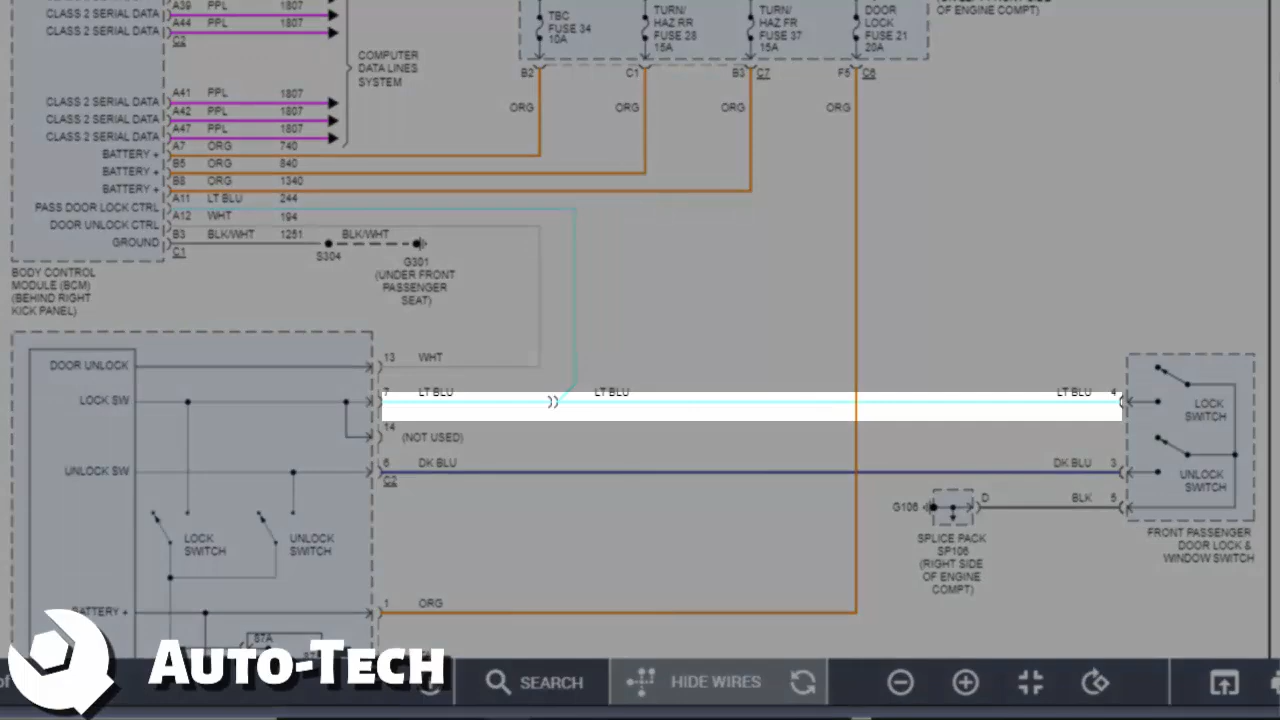 CLASS 2 SERIAL DATA A39 PPL 1807
CLASS 2 SERIAL DATA A44 PPL 1807
CLASS 2 SERIAL DATA
C2
COMPUTER
DATA LINES
SYSTEM
TBC
FUSE 34
10A
TURN/
HAZ RR
FUSE 28
15A
TURN/
HAZ FR
FUSE 37
15A
DOOR
LOCK
FUSE 21
20A
OF ENGINE COMPT)
B2 C1 B3 C7 F5 C6
ORG ORG ORG ORG
CLASS 2 SERIAL DATA A41 PPL 1807
CLASS 2 SERIAL DATA A42 PPL 1807
CLASS 2 SERIAL DATA A47 PPL 1807
BATTERY + A7 ORG 740
BATTERY + B5 ORG 840
BATTERY + B8 ORG 1340
PASS DOOR LOCK CTRL A11 LT BLU 244
DOOR UNLOCK CTRL A12 WHT 194
GROUND B3 BLK/WHT 1251 BLK/WHT
C1
S304
G301
(UNDER FRONT
PASSENGER
SEAT)
BODY CONTROL
MODULE (BCM)
(BEHIND RIGHT
KICK PANEL)
DOOR UNLOCK 13 WHT
LOCK SW 7 LT BLU LT BLU LT BLU 4
14 (NOT USED)
UNLOCK SW 6 DK BLU DK BLU 3
C2
LOCK
SWITCH
UNLOCK
SWITCH
G106 D BLK 5
SPLICE PACK
SP106
(RIGHT SIDE
OF ENGINE
COMPT)
FRONT PASSENGER
DOOR LOCK &
WINDOW SWITCH
LOCK
SWITCH
UNLOCK
SWITCH
BATTERY + 1 ORG
87A
AUTO-TECH
of
SEARCH
HIDE WIRES